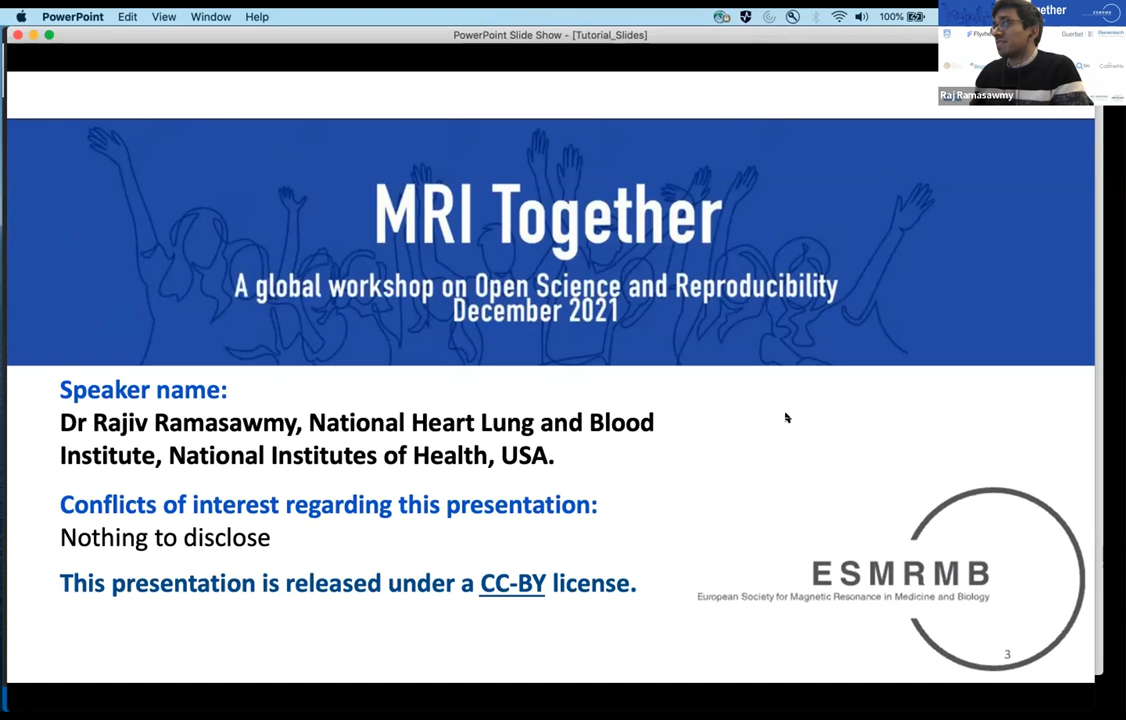 PowerPoint Edit View Window Help 100%
PowerPoint Slide Show - [Tutorial_Slides]
Raj Ramasawmy
MRI Together
A global workshop on Open Science and Reproducibility
December 2021
Speaker name:
Dr Rajiv Ramasawmy, National Heart Lung and Blood
Institute, National Institutes of Health, USA.
Conflicts of interest regarding this presentation:
Nothing to disclose
This presentation is released under a CC-BY license.
ESMRMB
European Society for Magnetic Resonance in Medicine and Biology
3